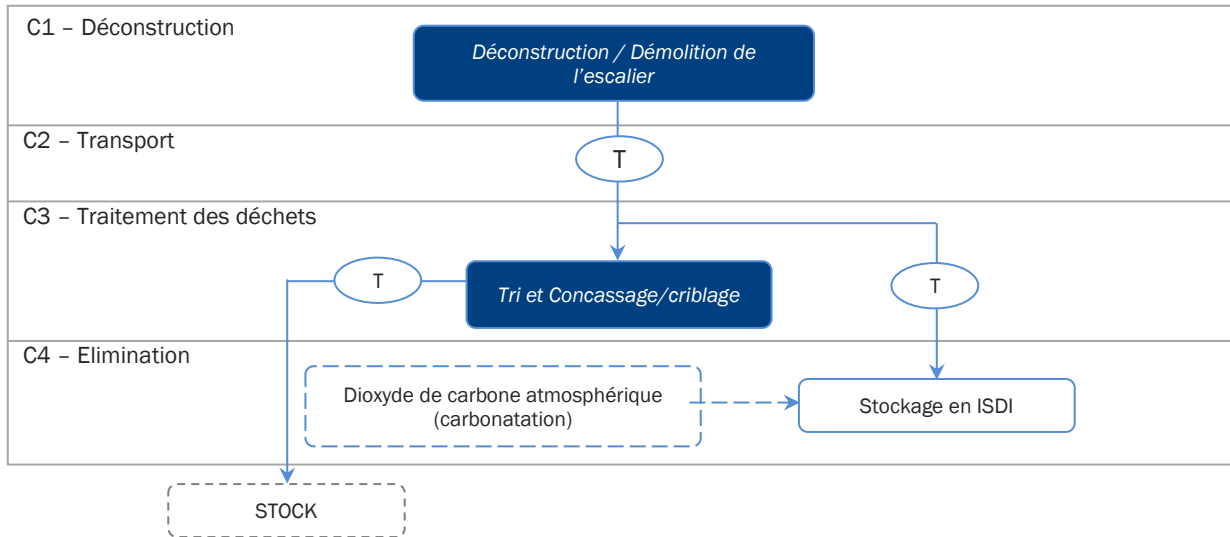 C1 – Déconstruction
Déconstruction / Démolition de
l’escalier
C2 – Transport
T
C3 – Traitement des déchets
T
Tri et Concassage/criblage
T
C4 – Elimination
Dioxyde de carbone atmosphérique
(carbonatation)
Stockage en ISDI
STOCK